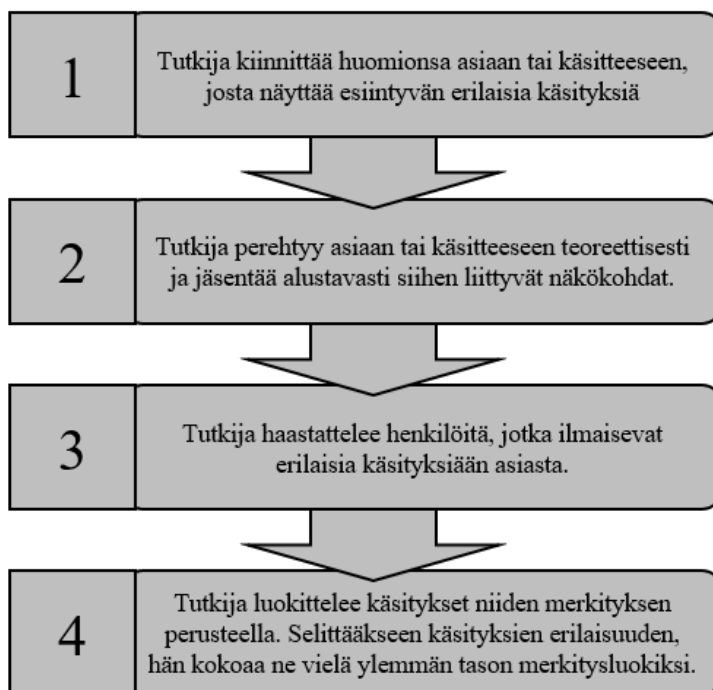 1
Tutkija kiinnittää huomionsa asiaan tai käsitteeseen,
josta näyttää esiintyvän erilaisia käsityksiä
2
Tutkija perehtyy asiaan tai käsitteeseen teoreettisesti
ja jäsentää alustavasti siihen liittyvät näkökohdat.
3
Tutkija haastattelee henkilöitä, jotka ilmaisevat
erilaisia käsityksiään asiasta.
4
Tutkija luokittelee käsitykset niiden merkityksen
perusteella. Selittääkseen käsityksien erilaisuuden,
hän kokoaa ne vielä ylemmän tason merkitysluokiksi.